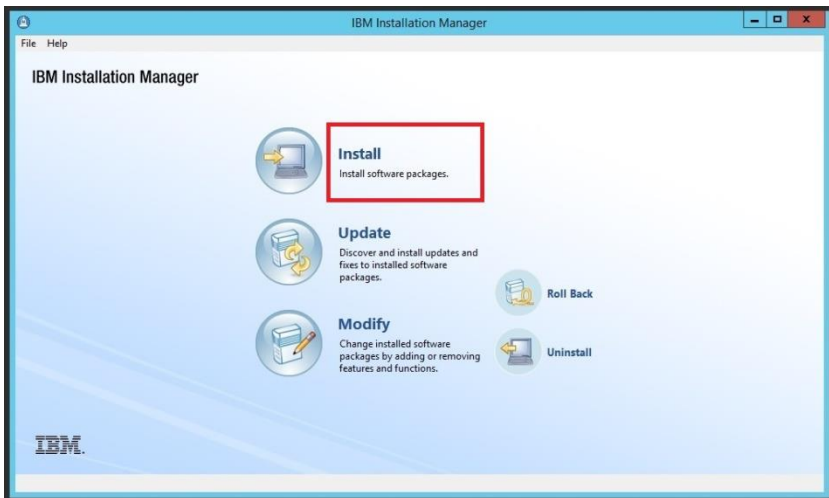 IBM Installation Manager
File Help
IBM Installation Manager
Install
Install software packages.
Update
Discover and install updates and
fixes to installed software
packages.
Roll Back
Modify
Change installed software
packages by adding or removing
features and functions.
Uninstall
IBM.